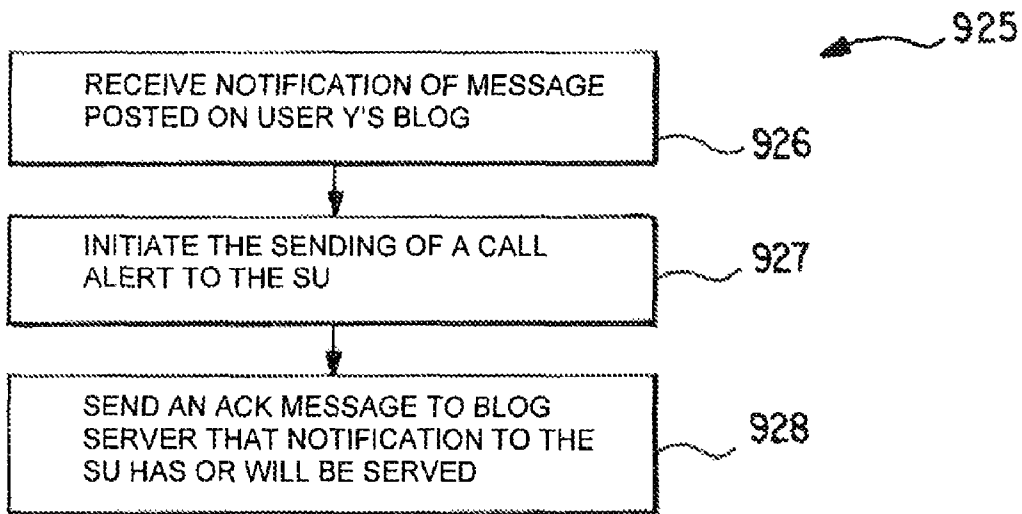 925
RECEIVE NOTIFICATION OF MESSAGE
POSTED ON USER Y'S BLOG
926
INITIATE THE SENDING OF A CALL
ALERT TO THE SU
927
SEND AN ACK MESSAGE TO BLOG
SERVER THAT NOTIFICATION TO THE
SU HAS OR WILL BE SERVED
928